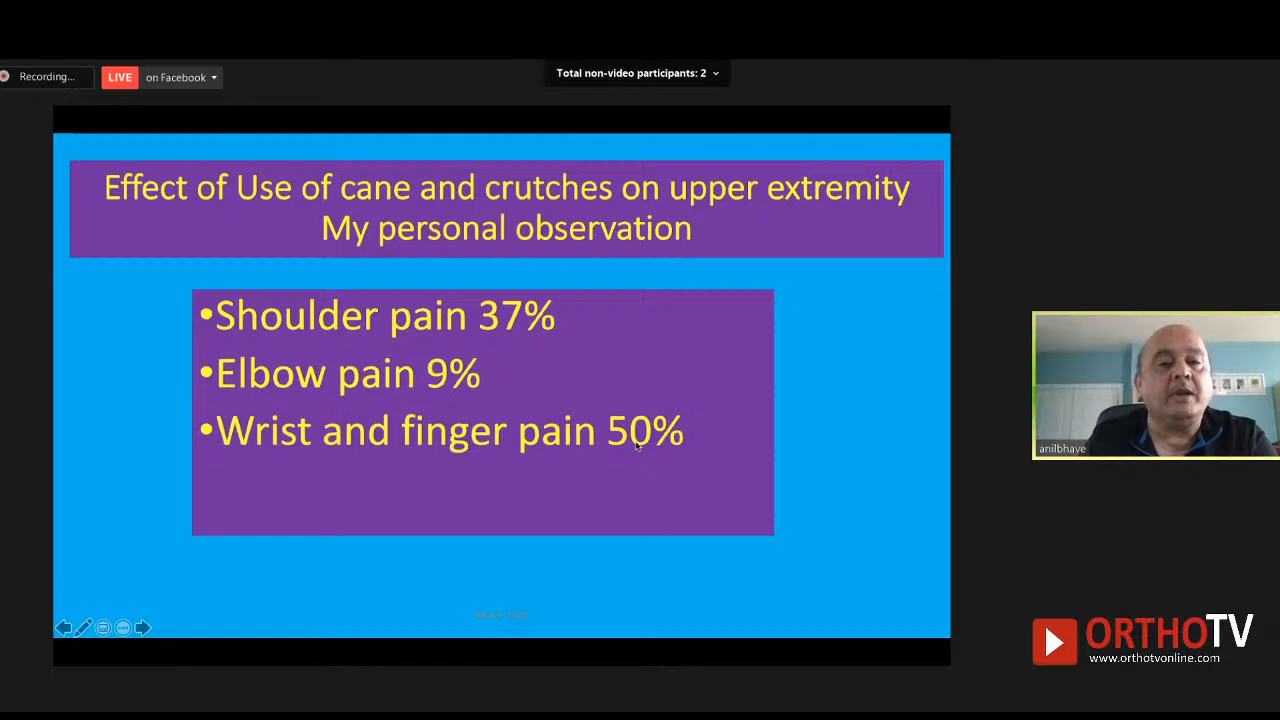 Recording...
LIVE on Facebook
Total non-video participants: 2
Effect of Use of cane and crutches on upper extremity
My personal observation
•Shoulder pain 37%
•Elbow pain 9%
•Wrist and finger pain 50%
anilbhave
ORTHOTV
www.orthotvonline.com